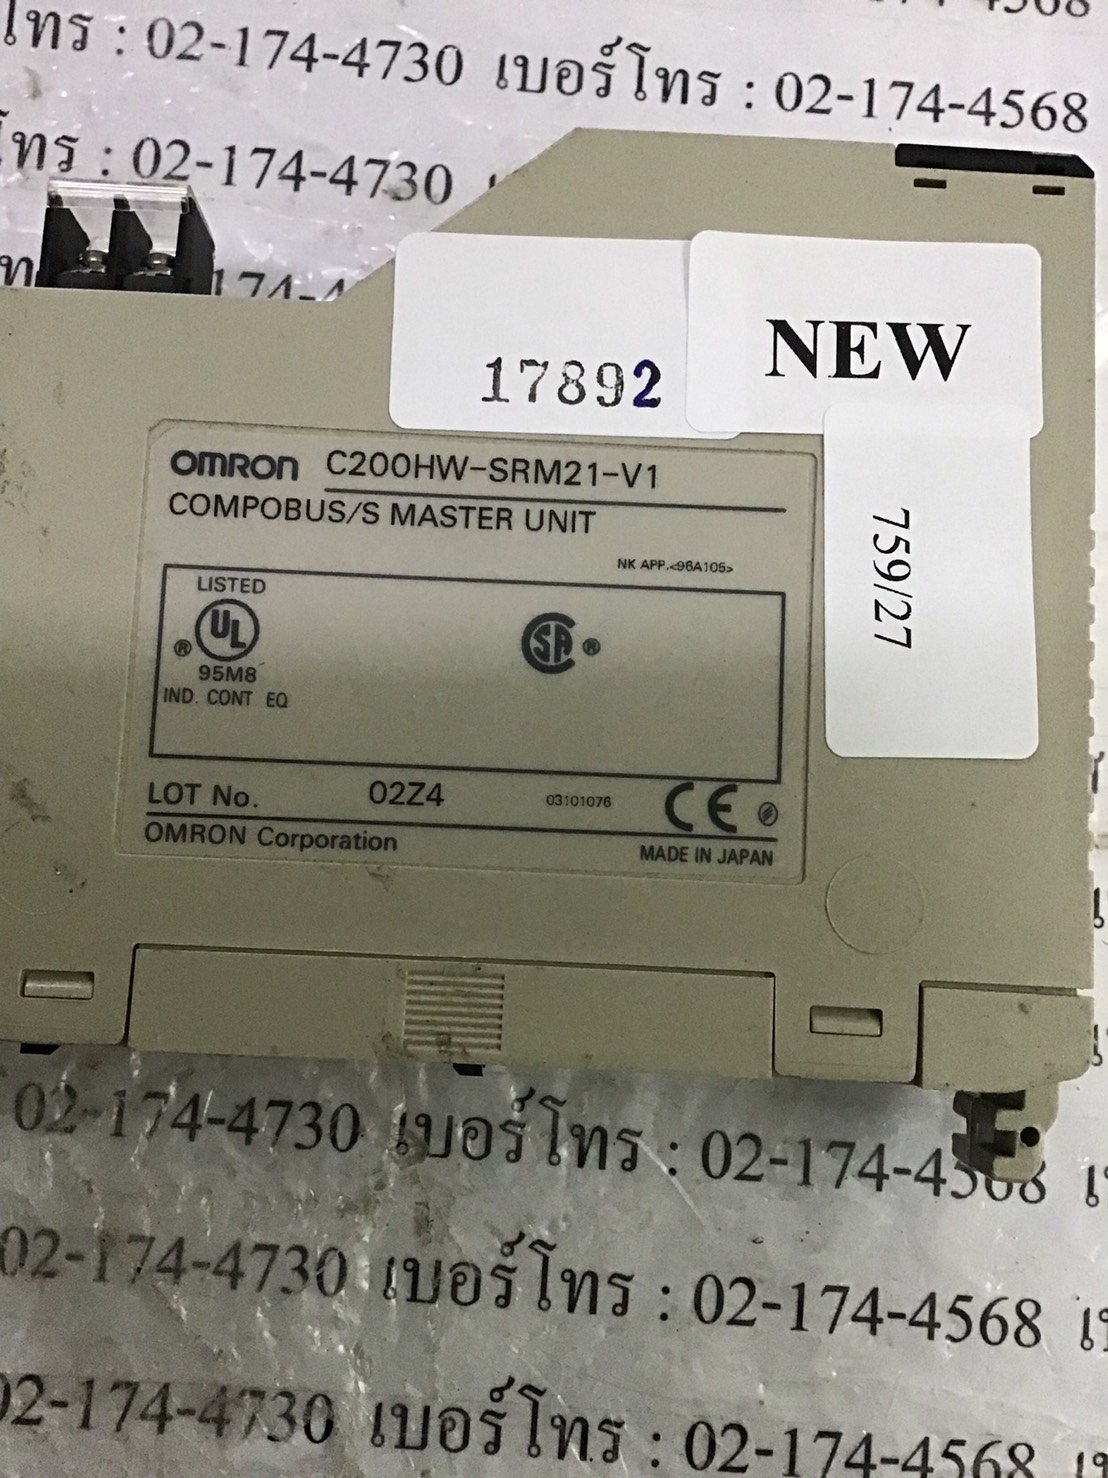 โทร : 02-174-4730 เบอร์โทร : 02-174-4568
โทร : 02-174-4730
NEW
17892
759/27
OMRON C200HW-SRM21-V1
COMPOBUS/S MASTER UNIT
NK APP.<96A105>
LISTED
UL ®
95M8
IND. CONT EQ
SA ®
LOT No. 02Z4 03101076 CE
OMRON Corporation
MADE IN JAPAN
02-174-4730 เบอร์โทร : 02-174-4568
02-174-4730 เบอร์โทร : 02-174-4568
02-174-4730 เบอร์โทร : 02-174-4568